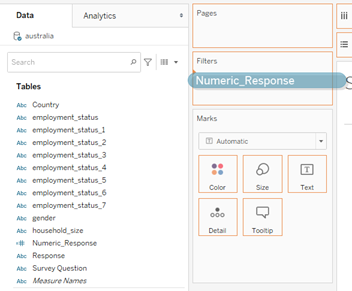 Data
Analytics
australia
Search
Tables
Abc Country
Abc employment_status
Abc employment_status_1
Abc employment_status_2
Abc employment_status_3
Abc employment_status_4
Abc employment_status_5
Abc employment_status_6
Abc employment_status_7
Abc gender
Abc household_size
Numeric_Response
Abc Response
Abc Survey Question
Abc Measure Names
Pages
Filters
Numeric_Response
Marks
Automatic
Color
Size
Text
Detail
Tooltip